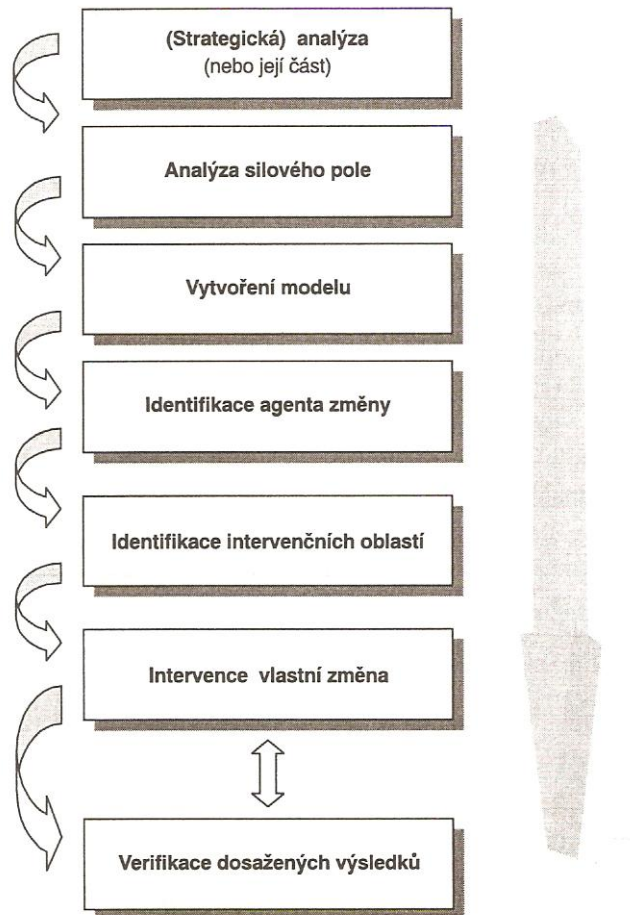 (Strategická) analýza
(nebo její část)
Analýza silového pole
Vytvoření modelu
Identifikace agenta změny
Identifikace intervenčních oblastí
Intervence vlastní změna
Verifikace dosažených výsledků